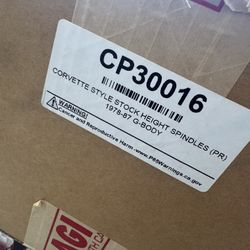 CP30016
CORVETTE STYLE STOCK HEIGHT SPINDLES (PR)
1978-87 G-BODY
WARNING:
Cancer and Reproductive Harm -www.P65Warnings.ca.gov